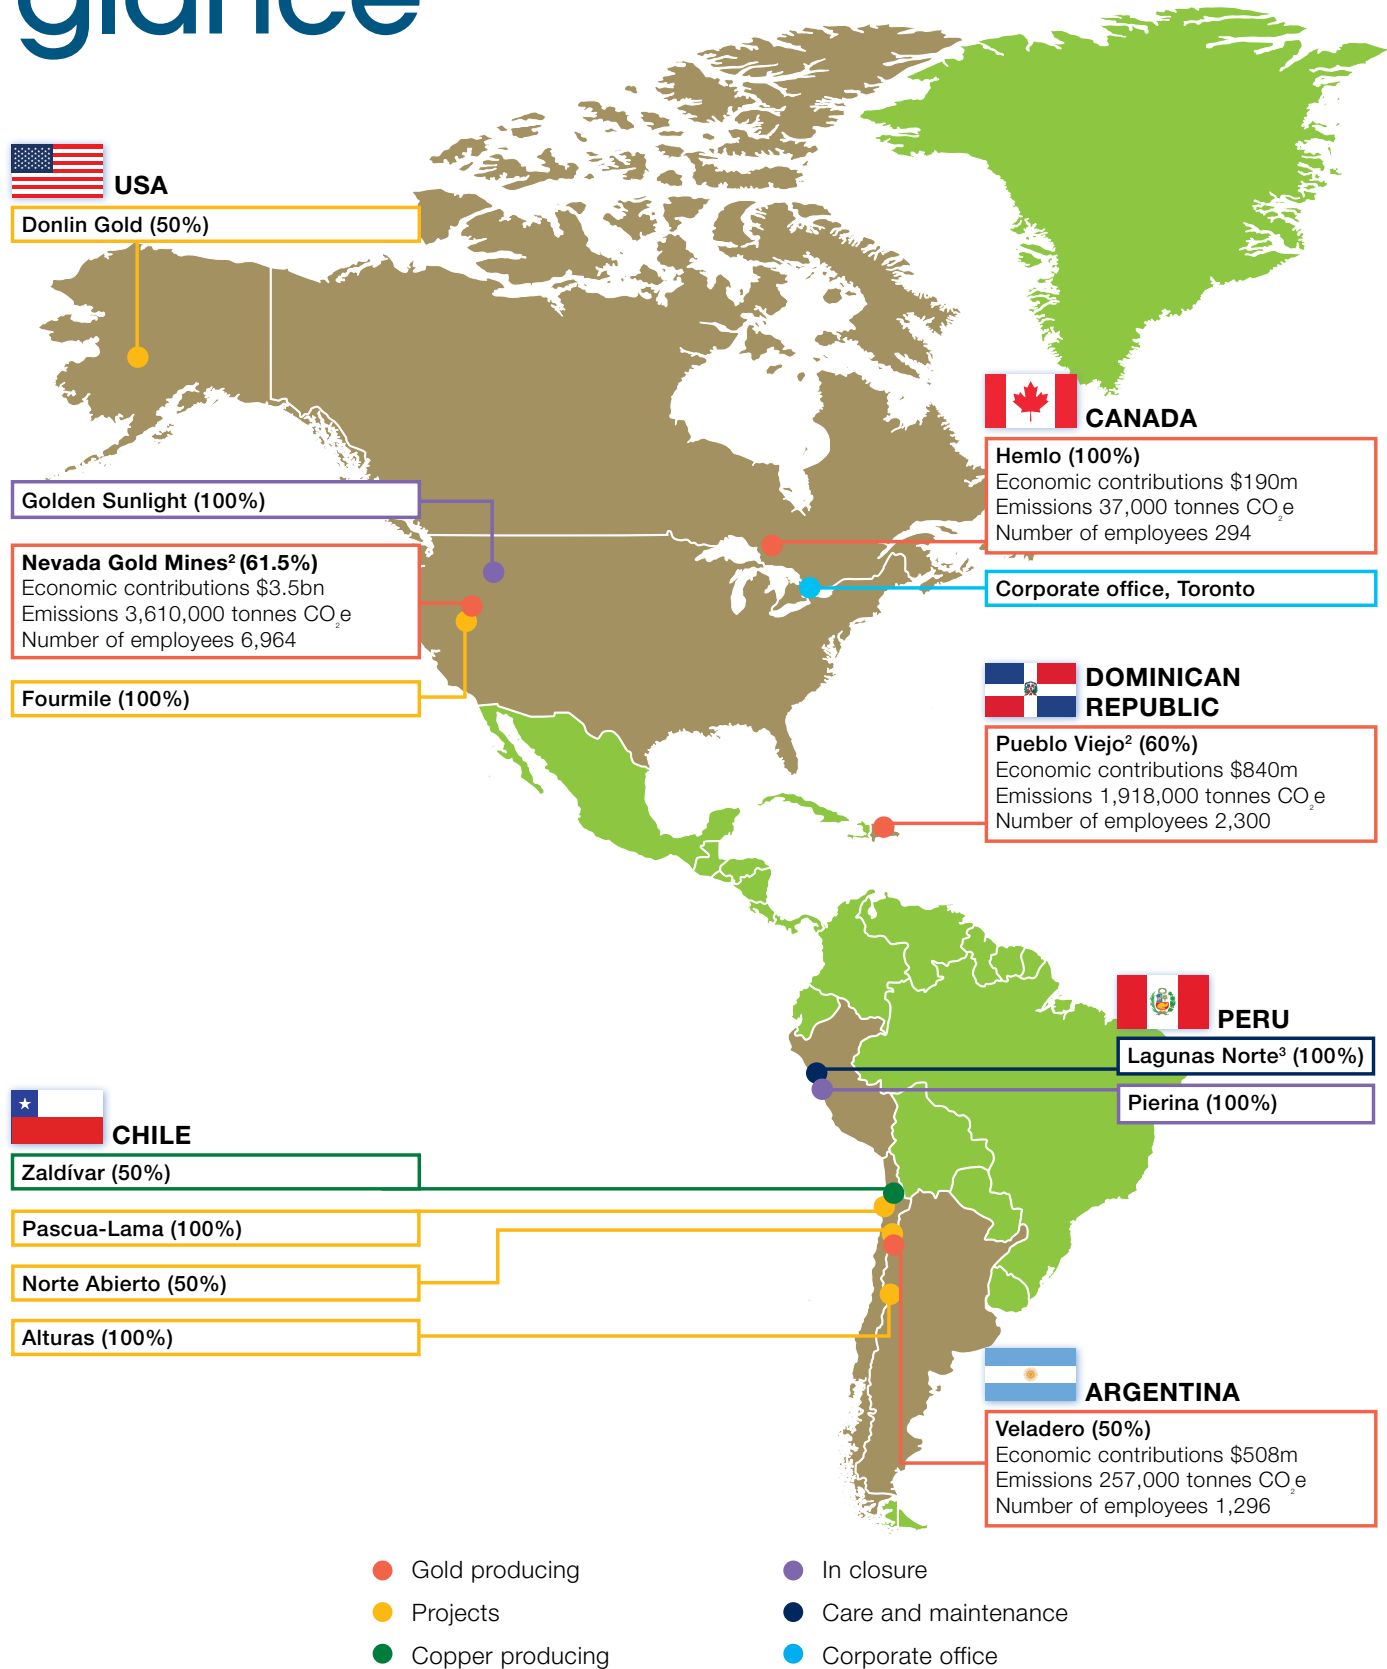 glance
USA
Donlin Gold (50%)
Golden Sunlight (100%)
Nevada Gold Mines² (61.5%)
Economic contributions $3.5bn
Emissions 3,610,000 tonnes CO₂e
Number of employees 6,964
Fourmile (100%)
CANADA
Hemlo (100%)
Economic contributions $190m
Emissions 37,000 tonnes CO₂e
Number of employees 294
Corporate office, Toronto
DOMINICAN
REPUBLIC
Pueblo Viejo² (60%)
Economic contributions $840m
Emissions 1,918,000 tonnes CO₂e
Number of employees 2,300
PERU
Lagunas Norte³ (100%)
Pierina (100%)
CHILE
Zaldívar (50%)
Pascua-Lama (100%)
Norte Abierto (50%)
Alturas (100%)
ARGENTINA
Veladero (50%)
Economic contributions $508m
Emissions 257,000 tonnes CO₂e
Number of employees 1,296
Gold producing
Projects
Copper producing
In closure
Care and maintenance
Corporate office